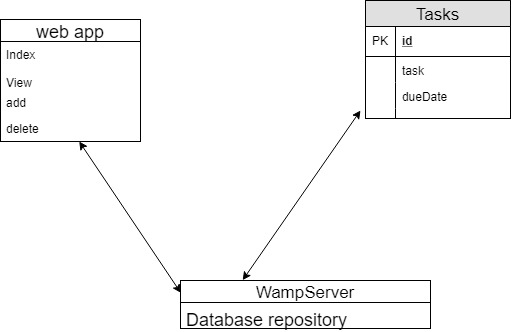 web app
Index
View
add
delete
Tasks
PK id
task
dueDate
WampServer
Database repository